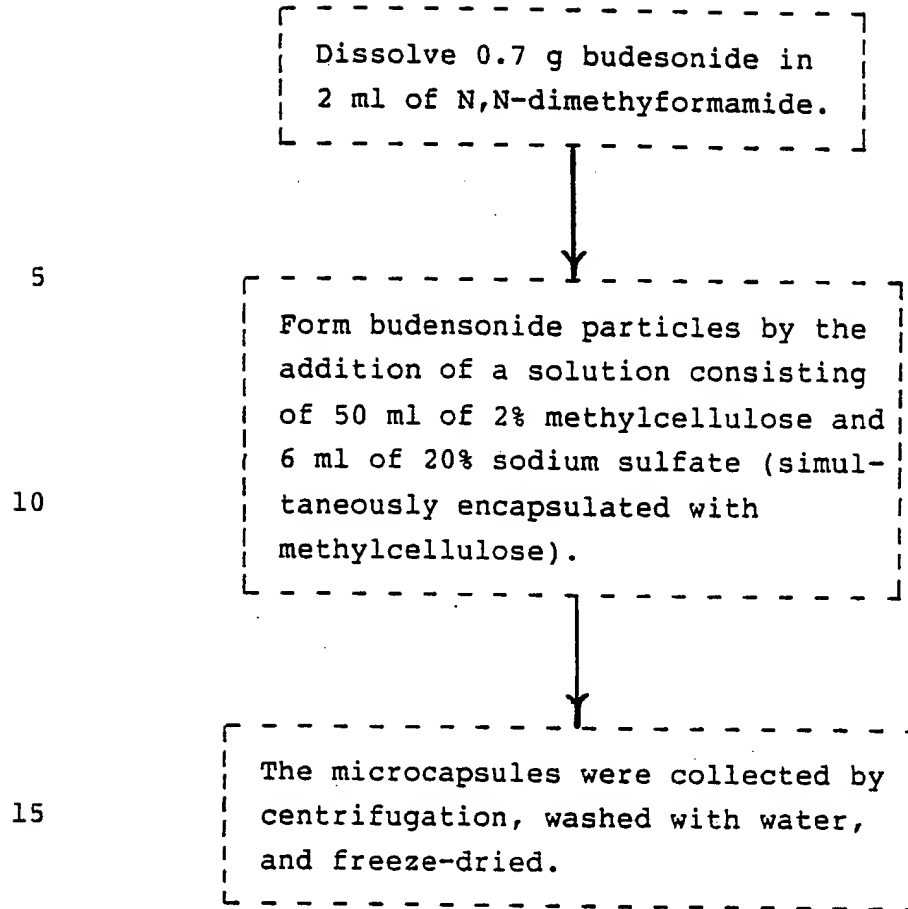 Dissolve 0.7 g budesonide in
2 ml of N,N-dimethyformamide.
5
Form budensonide particles by the
addition of a solution consisting
of 50 ml of 2% methylcellulose and
6 ml of 20% sodium sulfate (simul-
10 taneously encapsulated with
methylcellulose).
The microcapsules were collected by
15 centrifugation, washed with water,
and freeze-dried.